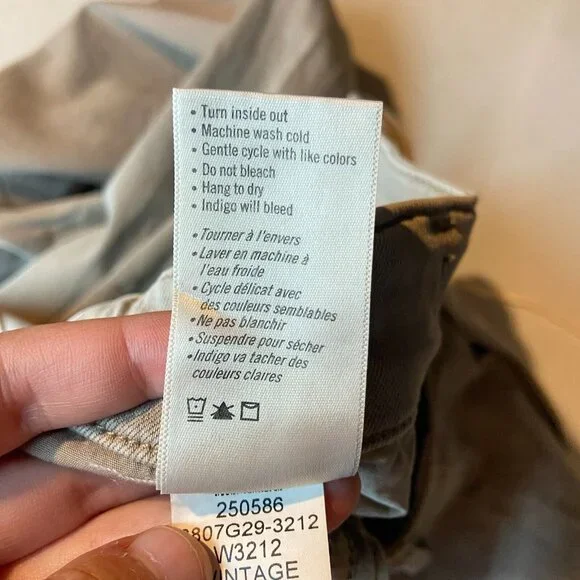 • Turn inside out
• Machine wash cold
• Gentle cycle with like colors
• Do not bleach
• Hang to dry
• Indigo will bleed
• Tourner à l'envers
• Laver en machine à
l'eau froide
• Cycle délicat avec
des couleurs semblables
• Ne pas blanchir
• Suspendre pour sécher
• Indigo va tacher des
couleurs claires
250586
807G29-3212
W3212
VINTAGE